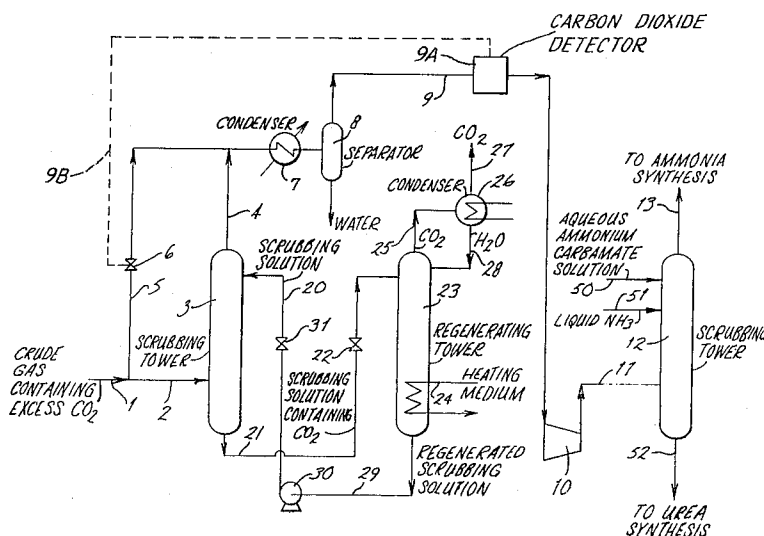 CARBON DIOXIDE
DETECTOR
9A
9
9B
CONDENSER
7
8
SEPARATOR
WATER
CO2
27
CONDENSER
26
25
CO2
H2O
28
TO AMMONIA
SYNTHESIS
13
AQUEOUS
AMMONIUM
CARBAMATE
SOLUTION
50
51
LIQUID NH3
12
SCRUBBING
TOWER
11
10
52
TO UREA
SYNTHESIS
6
5
4
SCRUBBING
SOLUTION
20
3
SCRUBBING
TOWER
31
22
23
REGENERATING
TOWER
HEATING
24
MEDIUM
CRUDE
GAS
CONTAINING
EXCESS CO2
1
2
SCRUBBING
SOLUTION
CONTAINING
CO2
21
30
29
REGENERATED
SCRUBBING
SOLUTION